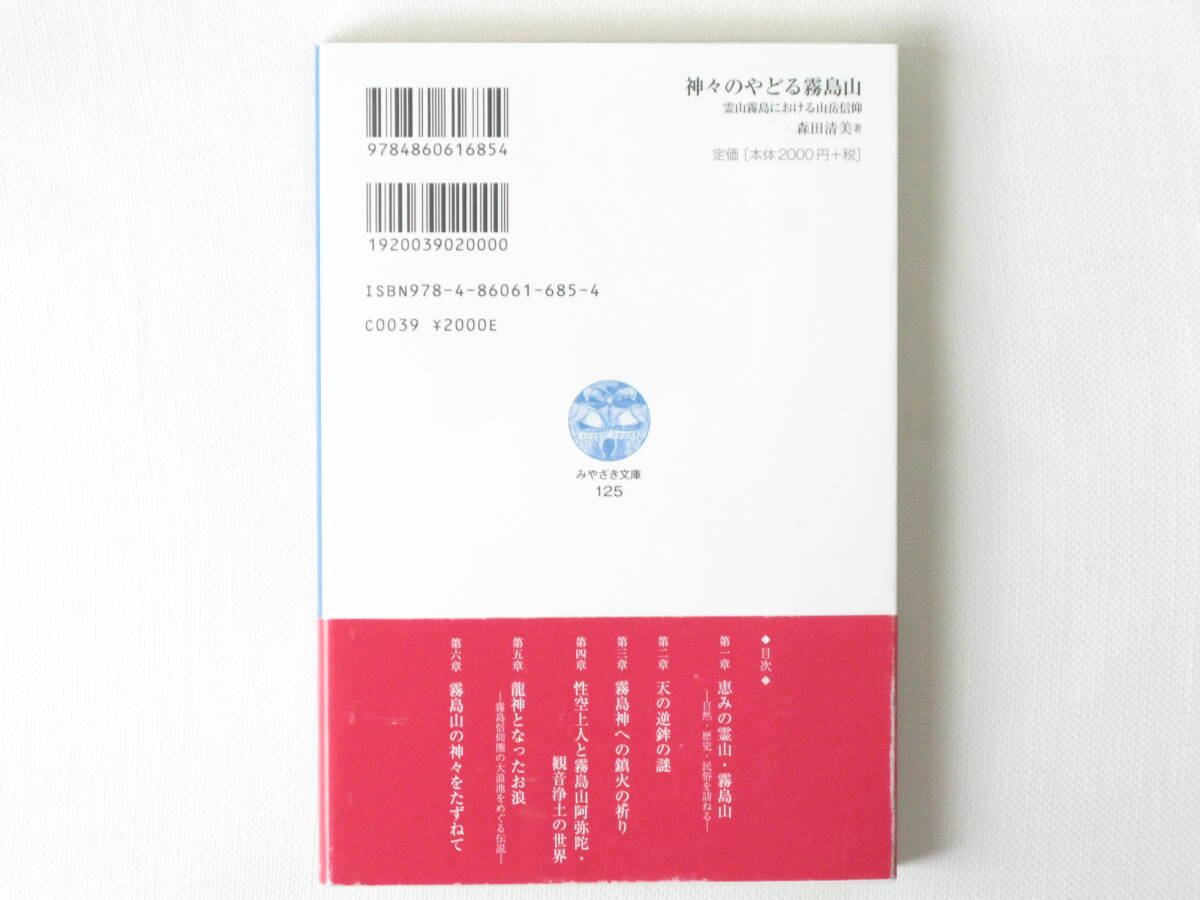 神々のやどる霧島山
霊山霧島における山岳信仰
森田清美著
定価[本体2000円+税]
9784860616854
1920039020000
ISBN978-4-86061-685-4
C0039 ¥2000E
みやざき文庫
125
◆目次◆
第一章 恵みの霊山・霧島山
―自然・歴史・民俗を訪ねる―
第二章 天の逆鉾の謎
第三章 霧島神への鎮火の祈り
第四章 性空上人と霧島山阿弥陀・
観音浄土の世界
第五章 龍神となったお浪
―霧島信仰圏の大浪池をめぐる伝説―
第六章 霧島山の神々をたずねて